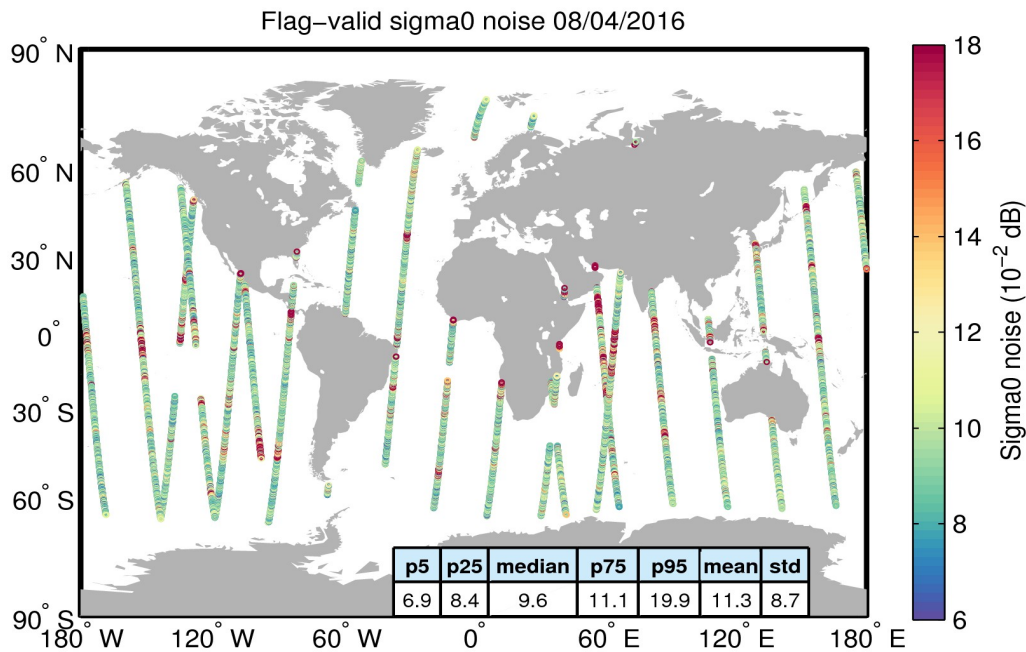 Flag−valid sigma0 noise 08/04/2016
90° N
60° N
30° N
0°
30° S
60° S
90° S
180° W
120° W
60° W
0°
60° E
120° E
180° E
p5 p25 median p75 p95 mean std
6.9 8.4 9.6 11.1 19.9 11.3 8.7
18
16
14
12
10
8
6
Sigma0 noise (10⁻² dB)